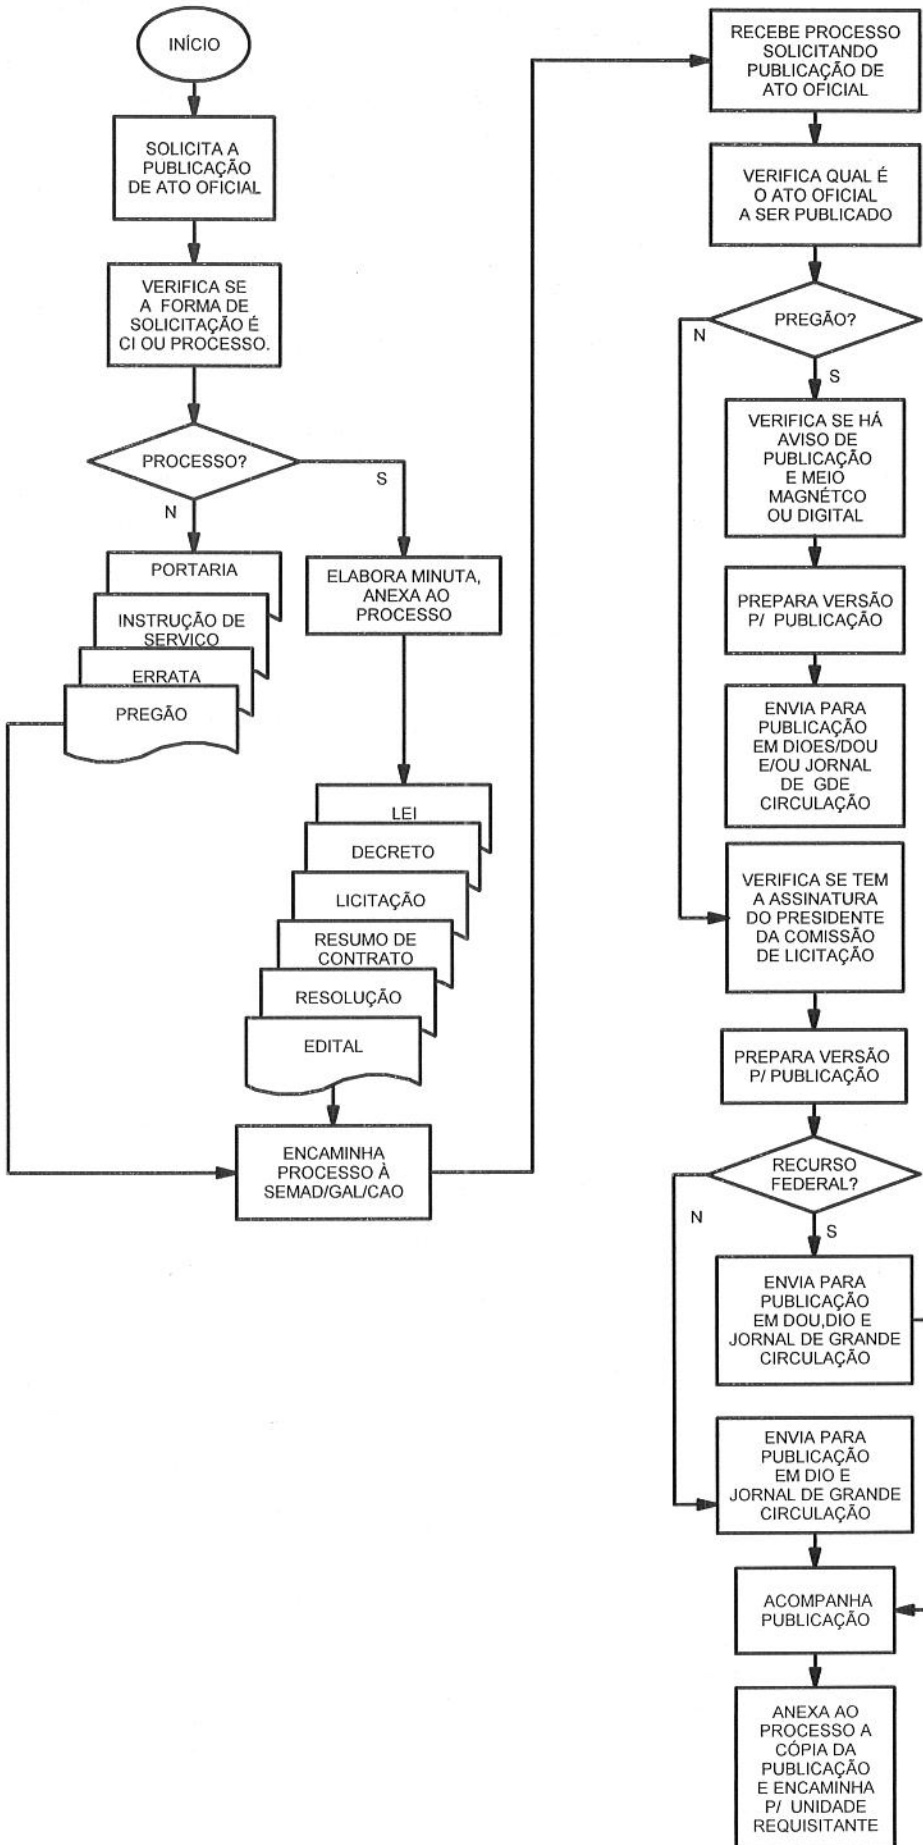 INÍCIO
SOLICITA A
PUBLICAÇÃO
DE ATO OFICIAL
VERIFICA SE
A FORMA DE
SOLICITAÇÃO É
CI OU PROCESSO.
PROCESSO?
S
N
PORTARIA
INSTRUÇÃO DE
SERVIÇO
ERRATA
PREGÃO
ELABORA MINUTA,
ANEXA AO
PROCESSO
LEI
DECRETO
LICITAÇÃO
RESUMO DE
CONTRATO
RESOLUÇÃO
EDITAL
ENCAMINHA
PROCESSO À
SEMAD/GAL/CAO
RECEBE PROCESSO
SOLICITANDO
PUBLICAÇÃO DE
ATO OFICIAL
VERIFICA QUAL É
O ATO OFICIAL
A SER PUBLICADO
PREGÃO?
N
S
VERIFICA SE HÁ
AVISO DE
PUBLICAÇÃO
E MEIO
MAGNÉTCO
OU DIGITAL
PREPARA VERSÃO
P/ PUBLICAÇÃO
ENVIA PARA
PUBLICAÇÃO
EM DIOES/DOU
E/OU JORNAL
DE GDE
CIRCULAÇÃO
VERIFICA SE TEM
A ASSINATURA
DO PRESIDENTE
DA COMISSÃO
DE LICITAÇÃO
PREPARA VERSÃO
P/ PUBLICAÇÃO
RECURSO
FEDERAL?
N
S
ENVIA PARA
PUBLICAÇÃO
EM DOU,DIO E
JORNAL DE GRANDE
CIRCULAÇÃO
ENVIA PARA
PUBLICAÇÃO
EM DIO E
JORNAL DE GRANDE
CIRCULAÇÃO
ACOMPANHA
PUBLICAÇÃO
ANEXA AO
PROCESSO A
CÓPIA DA
PUBLICAÇÃO
E ENCAMINHA
P/ UNIDADE
REQUISITANTE